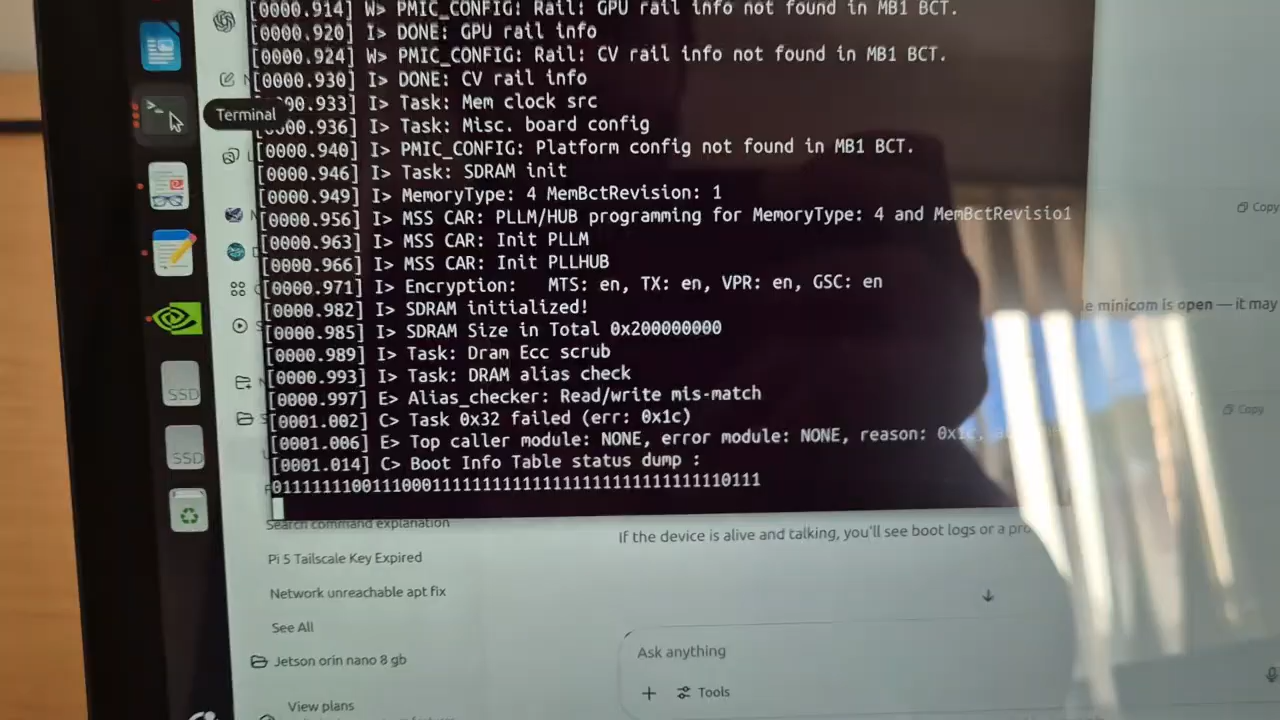 [0000.914] W> PMIC_CONFIG: Rail: GPU rail info not found in MB1 BCT.
[0000.920] I> DONE: GPU rail info
[0000.924] W> PMIC_CONFIG: Rail: CV rail info not found in MB1 BCT.
[0000.930] I> DONE: CV rail info
00.933] I> Task: Mem clock src
Terminal
0.936] I> Task: Misc. board config
[0000.940] I> PMIC_CONFIG: Platform config not found in MB1 BCT.
[0000.946] I> Task: SDRAM init
[0000.949] I> MemoryType: 4 MemBctRevision: 1
[0000.956] I> MSS CAR: PLLM/HUB programming for MemoryType: 4 and MemBctRevisio1
Copy
[0000.963] I> MSS CAR: Init PLLM
[0000.966] I> MSS CAR: Init PLLHUB
[0000.971] I> Encryption: MTS: en, TX: en, VPR: en, GSC: en
[0000.982] I> SDRAM initialized!
le minicom is open — it may
[0000.985] I> SDRAM Size in Total 0x200000000
[0000.989] I> Task: Dram Ecc scrub
[0000.993] I> Task: DRAM alias check
[0000.997] E> Alias_checker: Read/write mis-match
SSD
[0001.002] C> Task 0x32 failed (err: 0x1c)
Copy
[0001.006] E> Top caller module: NONE, error module: NONE, reason: 0x1c,
[0001.014] C> Boot Info Table status dump :
SSD
Search command explanation
If the device is alive and talking, you'll see boot logs or a pro
Pi 5 Tailscale Key Expired
Network unreachable apt fix
See All
Jetson orin nano 8 gb
Ask anything
+ Tools
View plans